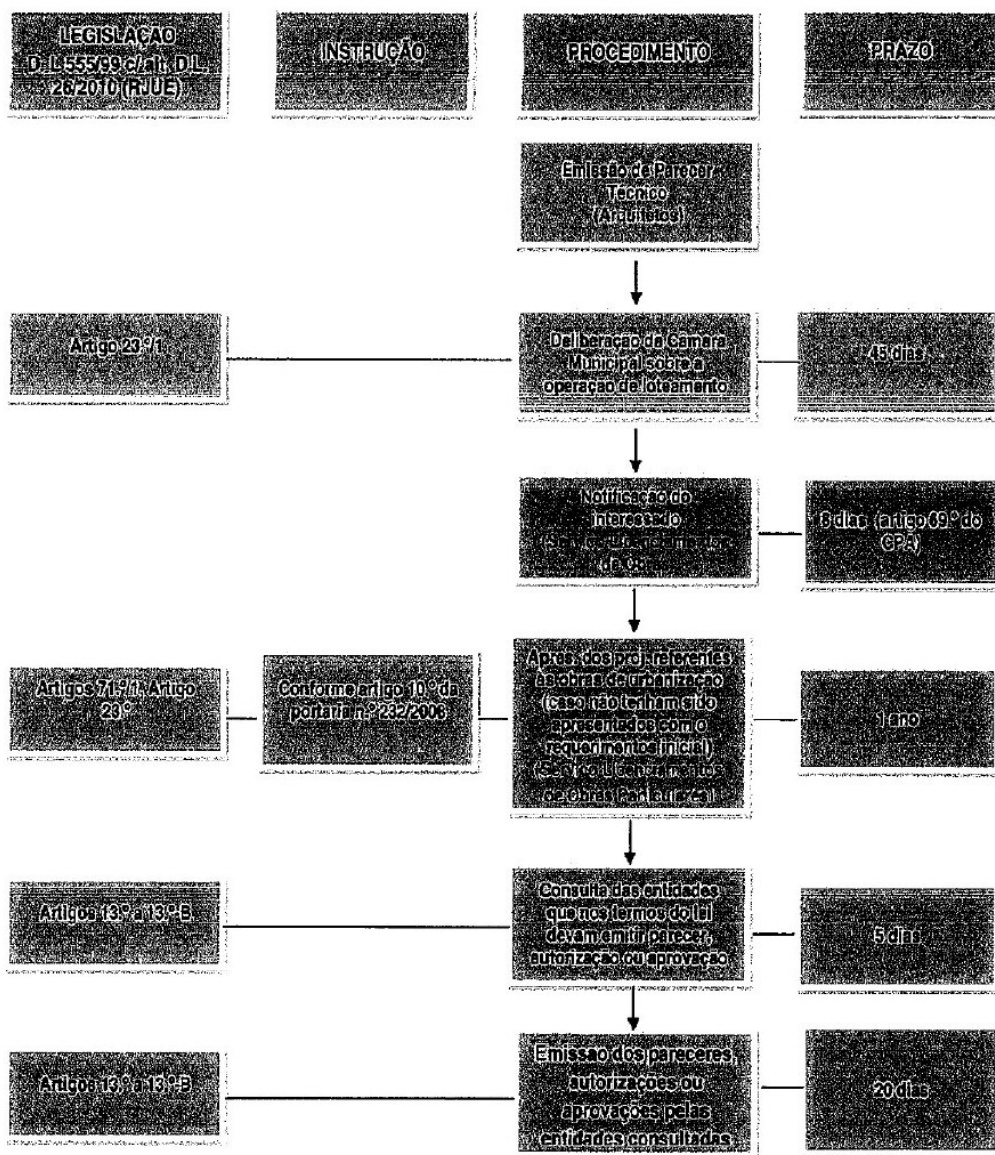 LEGISLAÇÃO
D. L. 555/99 c/alt. D.L.
26/2010 (RJUE)
INSTRUÇÃO
PROCEDIMENTO
PRAZO
Emissão de Parecer
Técnico
(Arquitetos)
Artigo 23.º/1
Deliberação da Câmara
Municipal sobre a
operação de loteamento
45 dias
Notificação do
interessado
8 dias (artigo 69.º do
CPA)
Artigos 71.º/1, Artigo
23.º
Conforme artigo 10.º da
portaria n.º 232/2008
Apres. dos proj. referentes
às obras de urbanização
(caso não tenham sido
apresentados com o
requerimentos inicial)
(Serviço Licenciamentos
de Obras Particulares)
1 ano
Artigos 13.º a 13.º-B
Consulta das entidades
que nos termos do lei
devam emitir parecer,
autorização ou aprovação
5 dias
Artigos 13.º a 13.º-B
Emissão dos pareceres,
autorizações ou
aprovações pelas
entidades consultadas
20 dias